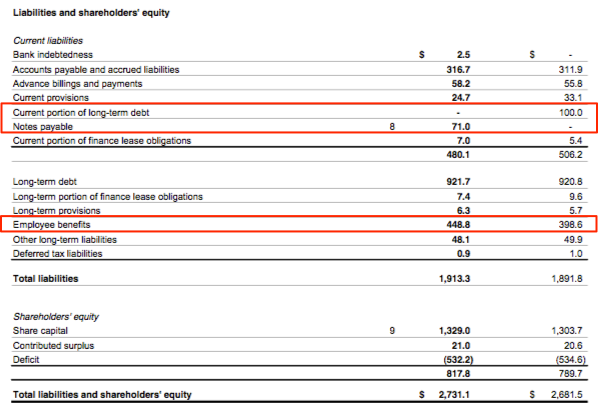 Liabilities and shareholders' equity
Current liabilities
Bank indebtedness $ 2.5 $ -
Accounts payable and accrued liabilities 316.7 311.9
Advance billings and payments 58.2 55.8
Current provisions 24.7 33.1
Current portion of long-term debt - 100.0
Notes payable 8 71.0 -
Current portion of finance lease obligations 7.0 5.4
480.1 506.2
Long-term debt 921.7 920.8
Long-term portion of finance lease obligations 7.4 9.6
Long-term provisions 6.3 5.7
Employee benefits 448.8 398.6
Other long-term liabilities 48.1 49.9
Deferred tax liabilities 0.9 1.0
Total liabilities 1,913.3 1,891.8
Shareholders' equity
Share capital 9 1,329.0 1,303.7
Contributed surplus 21.0 20.6
Deficit (532.2) (534.6)
817.8 789.7
Total liabilities and shareholders' equity $ 2,731.1 $ 2,681.5